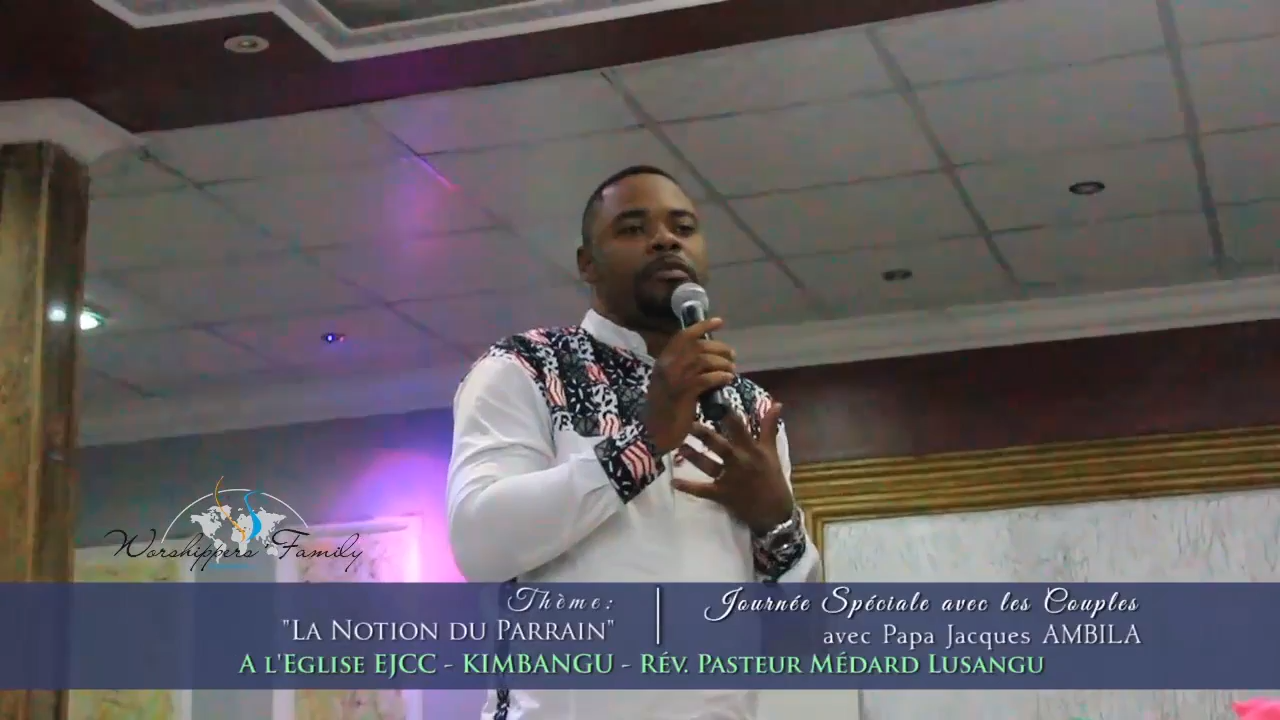 Worshippers Family
Thème:
"La Notion du Parrain"
Journée Spéciale avec les Couples
avec Papa Jacques AMBILA
A l'Eglise EJCC - KIMBANGU - Rév. Pasteur Médard Lusangu